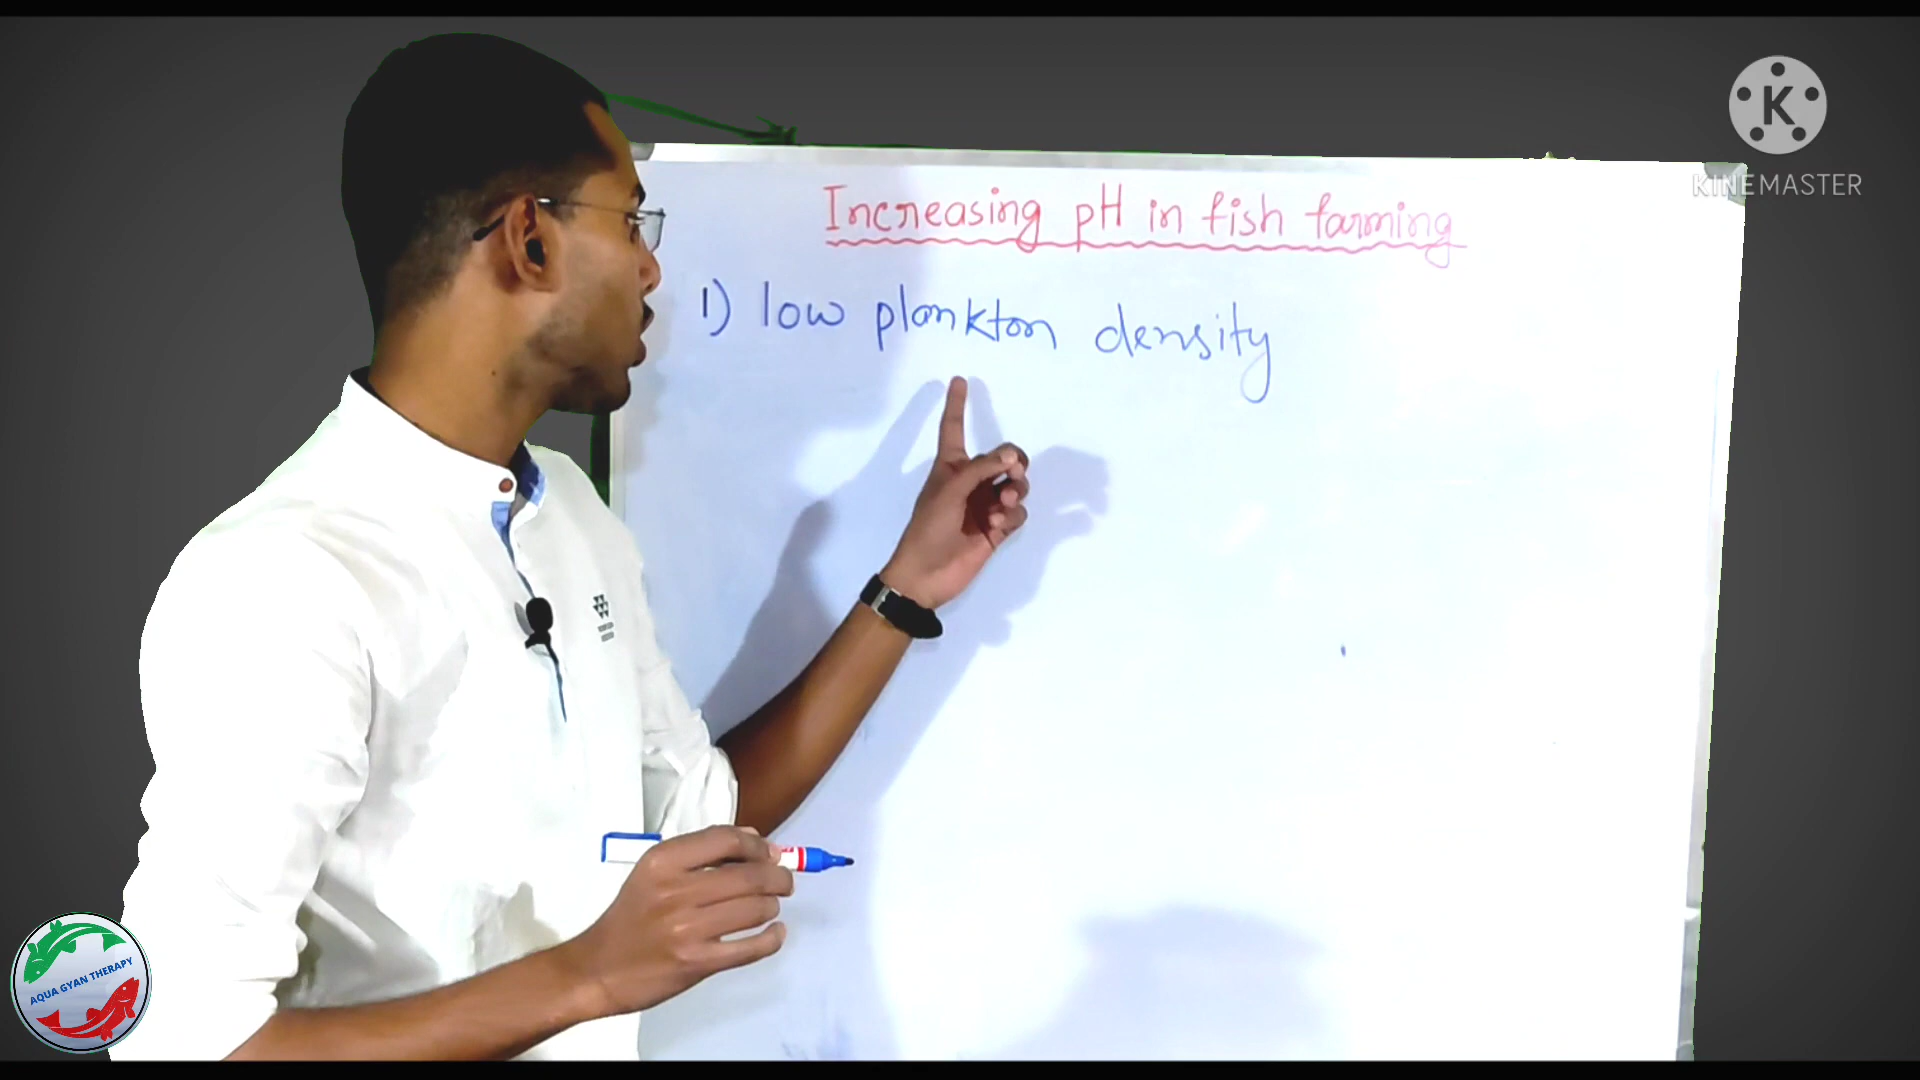 KINEMASTER
Increasing pH in fish farming
1) low plankton density
AQUA GYAN THERAPY